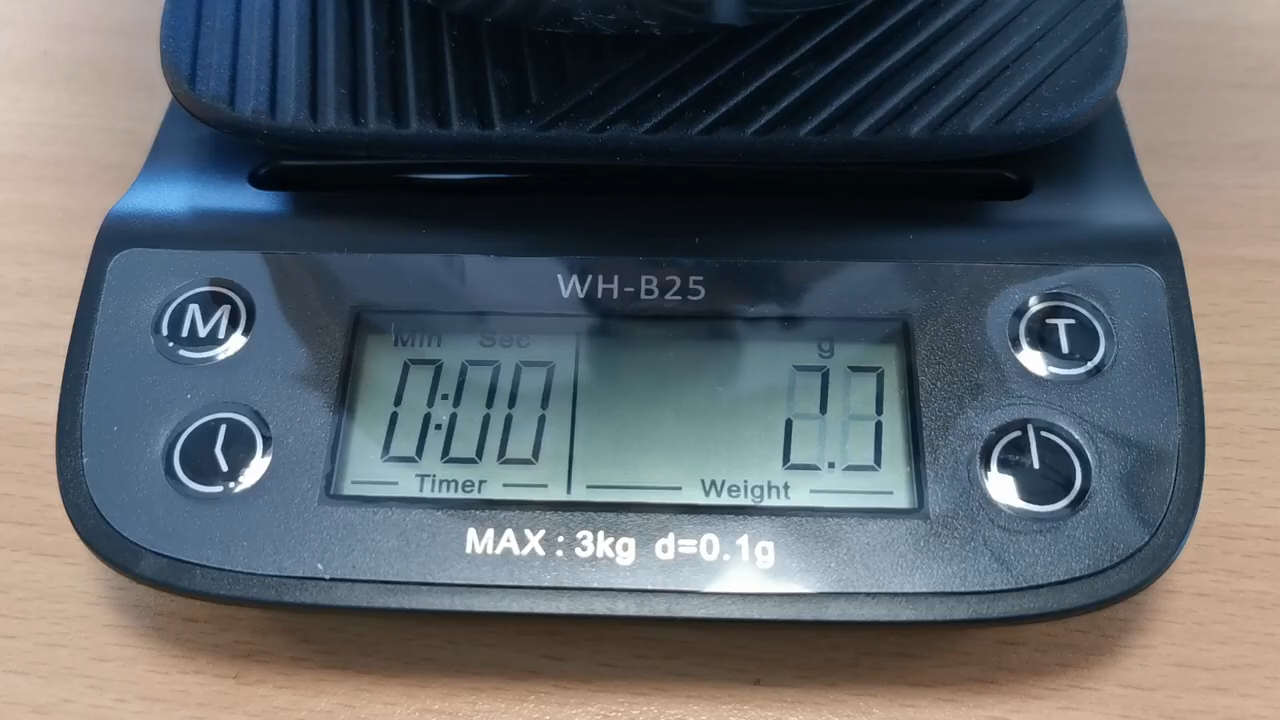 WH-B25
M
T
Min Sec
g
0:00
2.3
Timer
Weight
MAX : 3kg d=0.1g